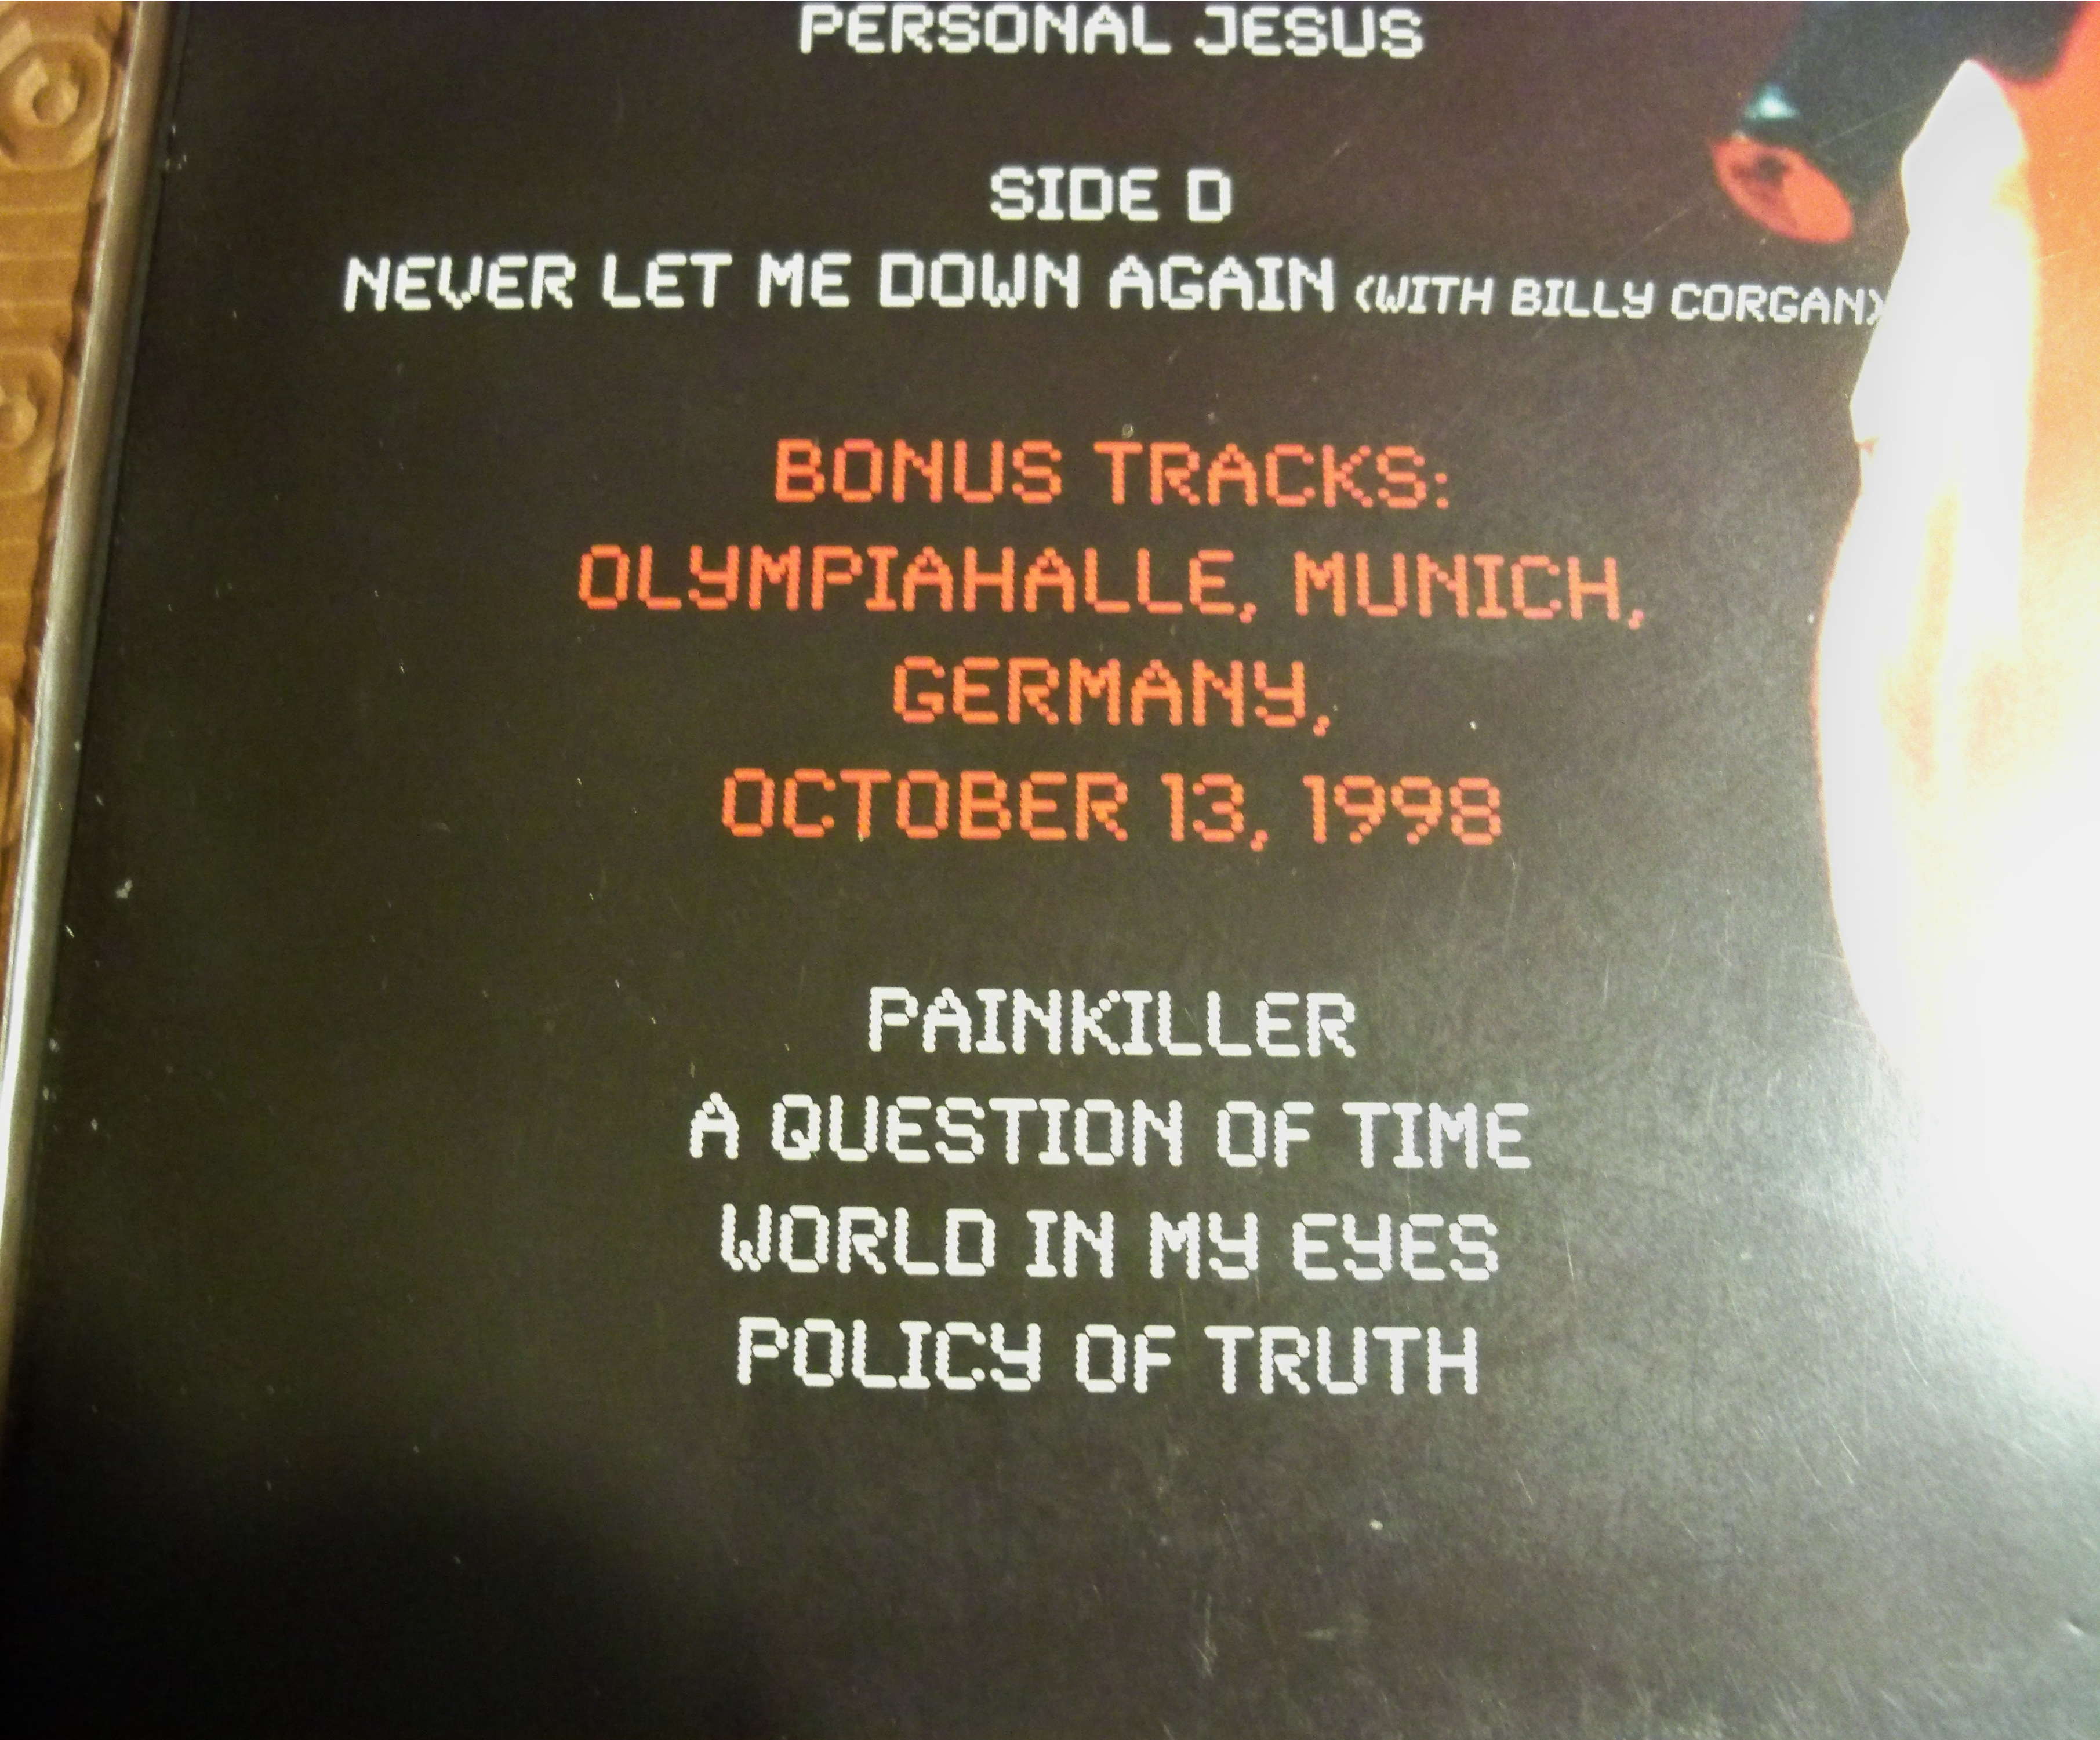 PERSONAL JESUS
SIDE D
NEVER LET ME DOWN AGAIN (WITH BILLY CORGAN)
BONUS TRACKS:
OLYMPIAHALLE, MUNICH,
GERMANY,
OCTOBER 13, 1998
PAINKILLER
A QUESTION OF TIME
WORLD IN MY EYES
POLICY OF TRUTH